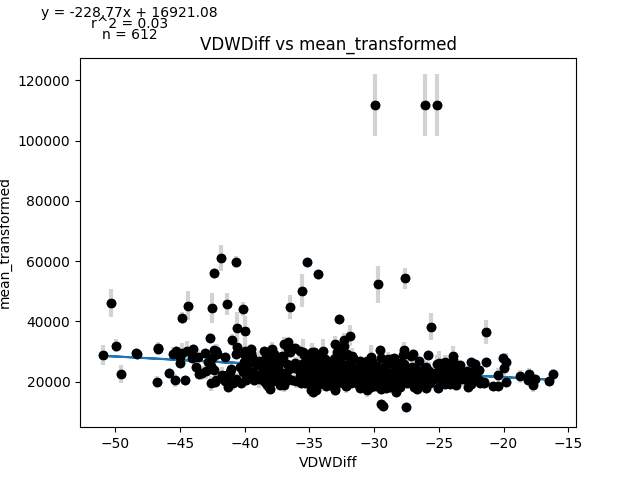 y = -228.77x + 16921.08
r^2 = 0.03
n = 612
VDWDiff vs mean_transformed
120000
100000
80000
60000
40000
20000
mean_transformed
−50
−45
−40
−35
−30
−25
−20
−15
VDWDiff